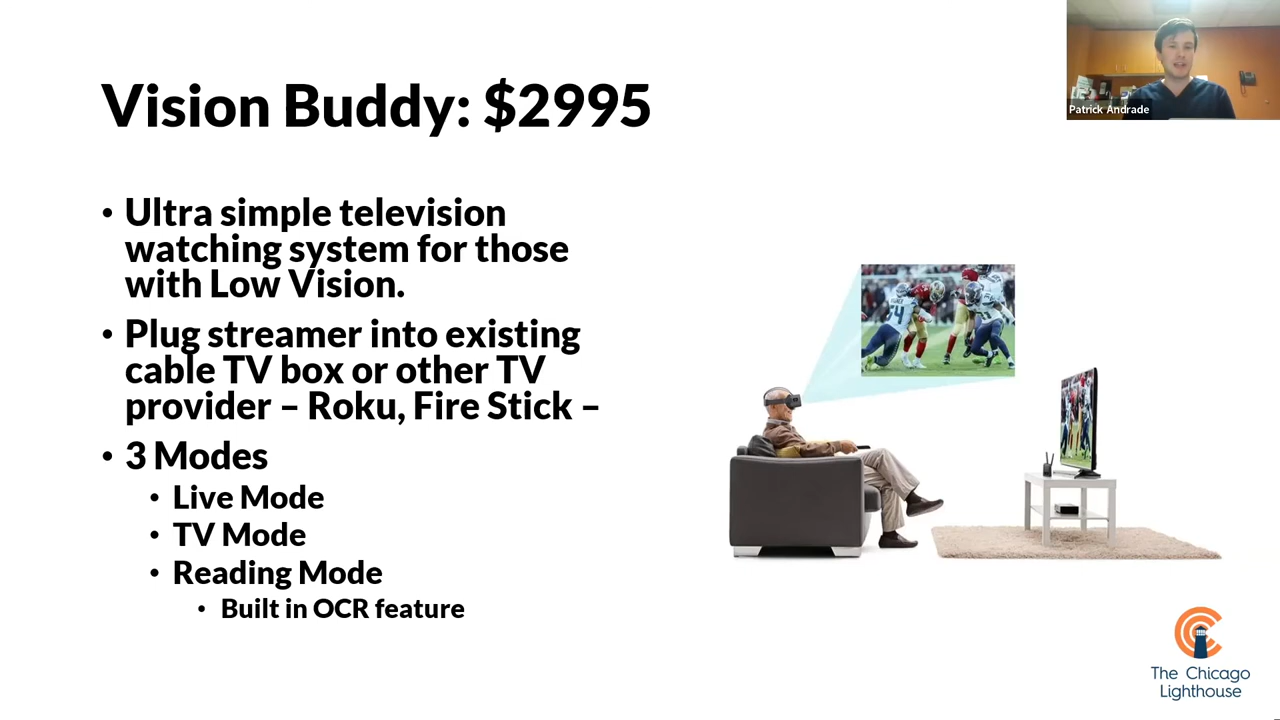 Vision Buddy: $2995
Patrick Andrade
• Ultra simple television
watching system for those
with Low Vision.
• Plug streamer into existing
cable TV box or other TV
provider – Roku, Fire Stick –
• 3 Modes
• Live Mode
• TV Mode
• Reading Mode
• Built in OCR feature
The Chicago
Lighthouse